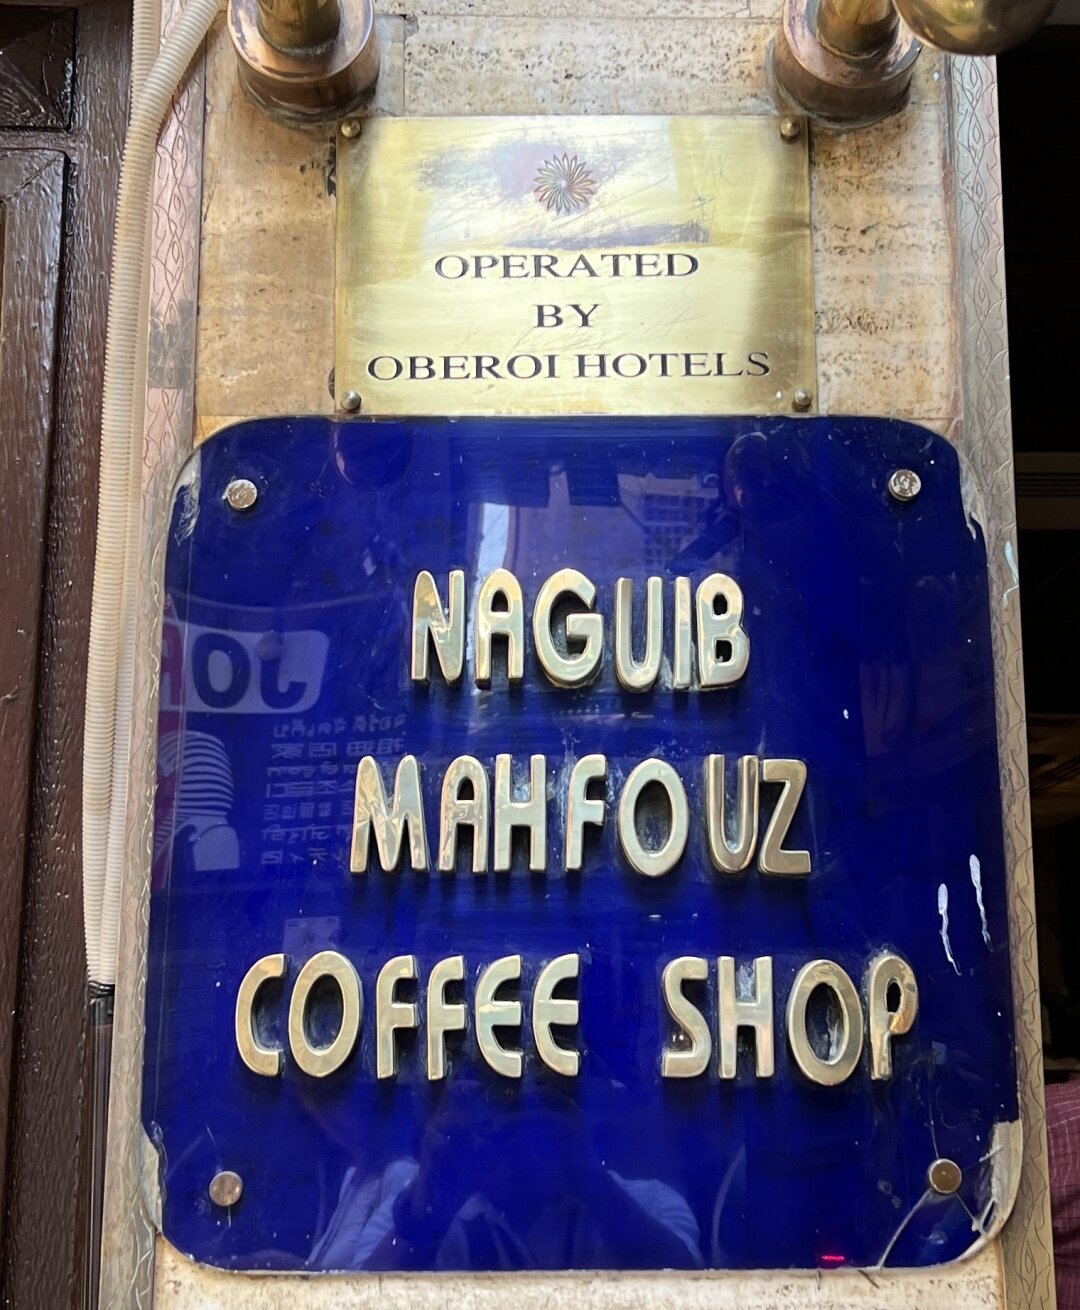 OPERATED
BY
OBEROI HOTELS
NAGUIB
MAHFOUZ
COFFEE SHOP